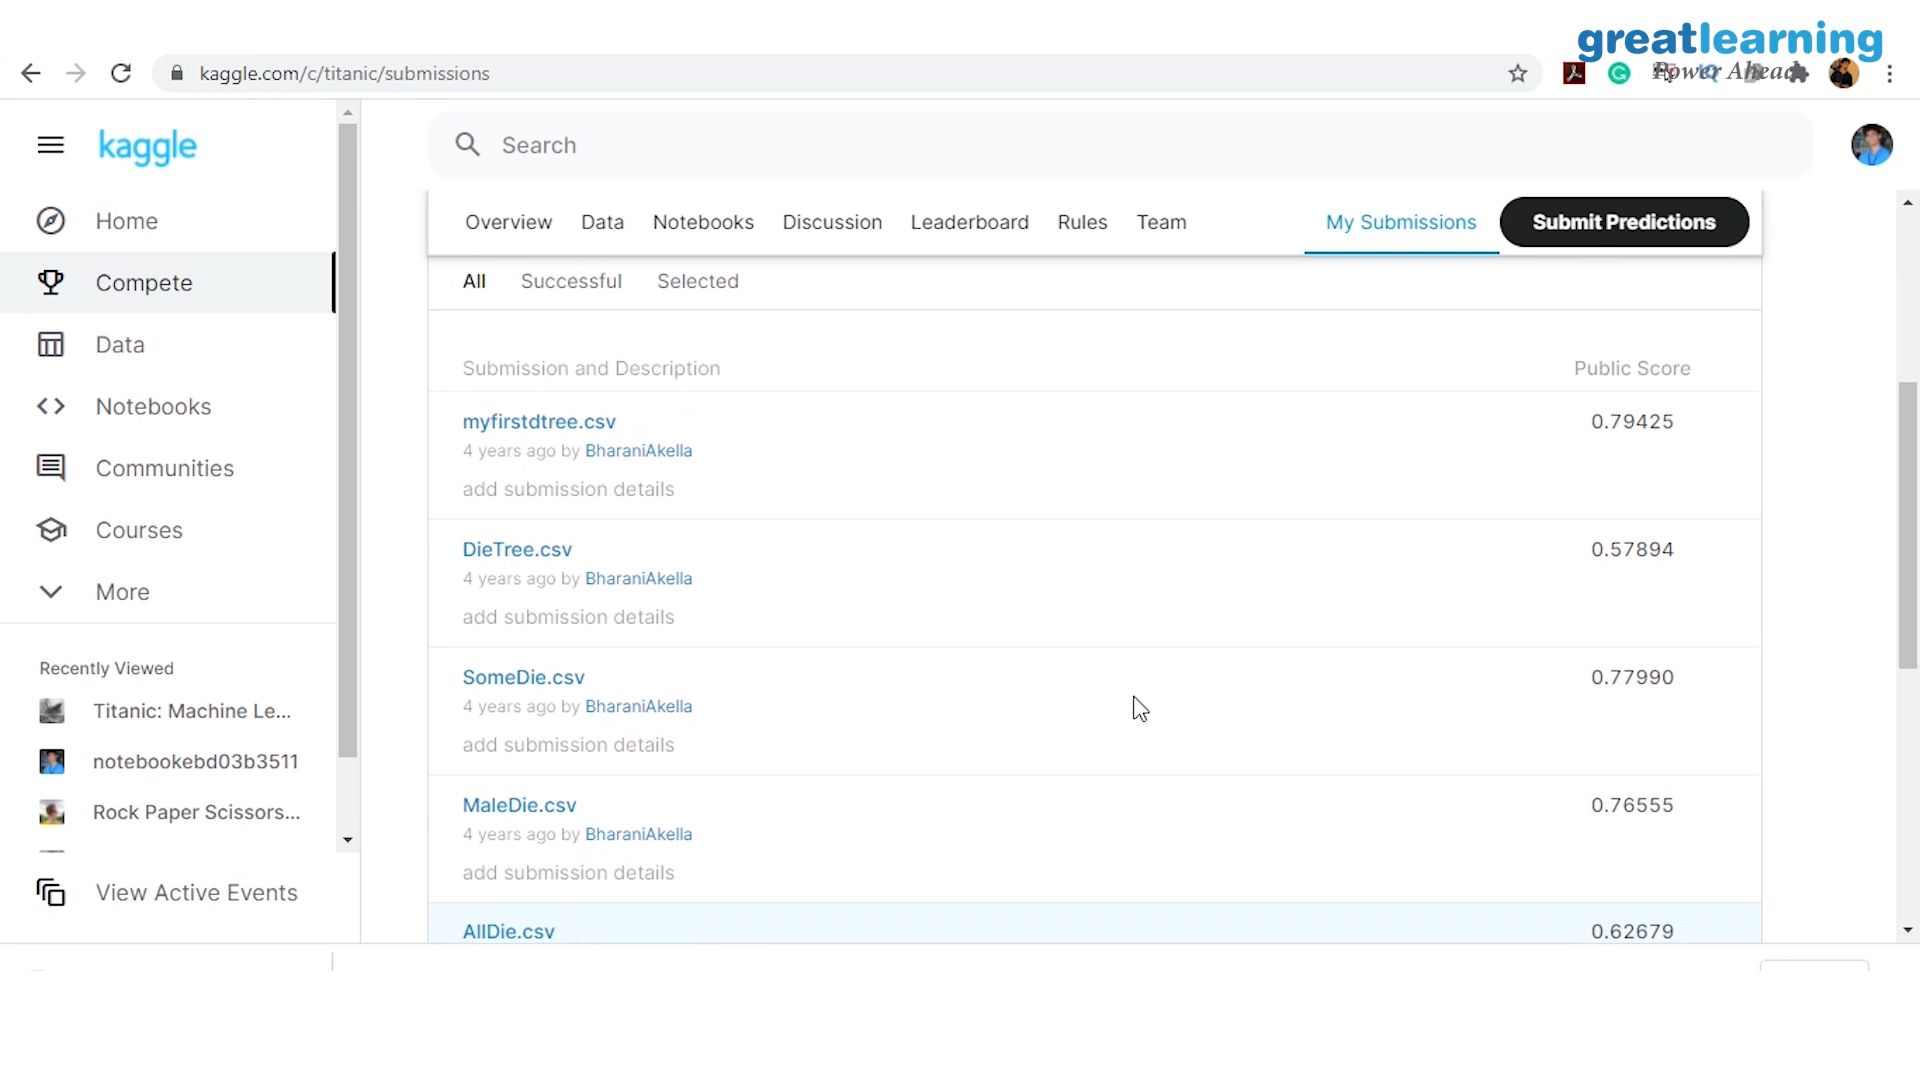 greatlearning
Power Ahead
kaggle.com/c/titanic/submissions
kaggle
Search
Home
Compete
Data
Notebooks
Communities
Courses
More
Recently Viewed
Titanic: Machine Le...
notebookebd03b3511
Rock Paper Scissors...
View Active Events
Overview Data Notebooks Discussion Leaderboard Rules Team My Submissions Submit Predictions
All Successful Selected
Submission and Description Public Score
myfirstdtree.csv 0.79425
4 years ago by BharaniAkella
add submission details
DieTree.csv 0.57894
4 years ago by BharaniAkella
add submission details
SomeDie.csv 0.77990
4 years ago by BharaniAkella
add submission details
MaleDie.csv 0.76555
4 years ago by BharaniAkella
add submission details
AllDie.csv 0.62679